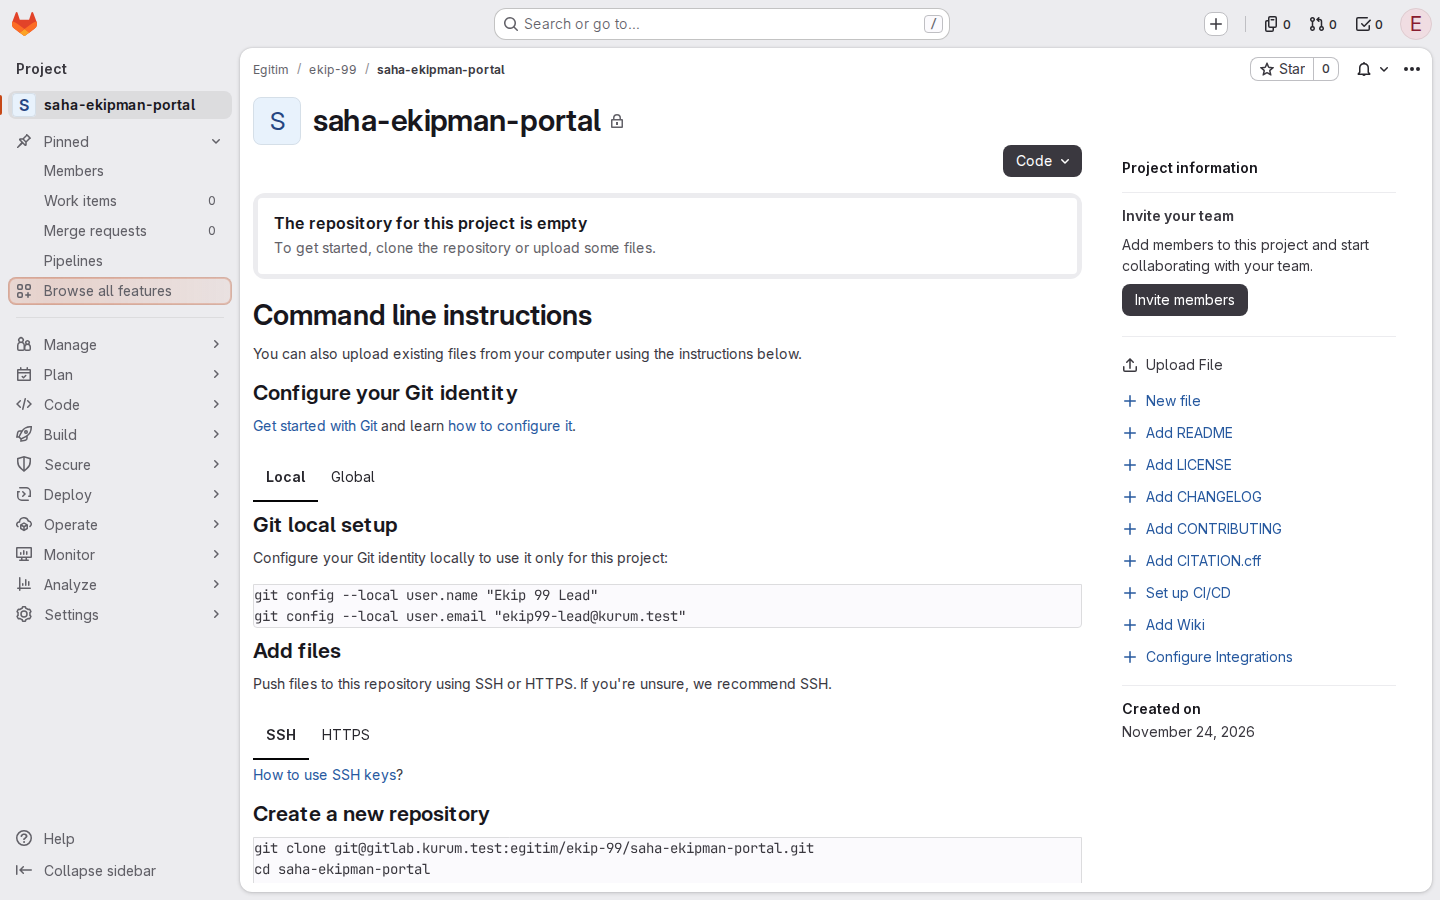 Search or go to...
/
0
0
0
E
Project
S
saha-ekipman-portal
Pinned
Members
Work items
0
Merge requests
0
Pipelines
Browse all features
Manage
Plan
Code
Build
Secure
Deploy
Operate
Monitor
Analyze
Settings
Help
Collapse sidebar
Egitim / ekip-99 / saha-ekipman-portal
Star
0
S
saha-ekipman-portal
Code
The repository for this project is empty
To get started, clone the repository or upload some files.
Command line instructions
You can also upload existing files from your computer using the instructions below.
Configure your Git identity
Get started with Git and learn how to configure it.
Local
Global
Git local setup
Configure your Git identity locally to use it only for this project:
git config --local user.name "Ekip 99 Lead"
git config --local user.email "ekip99-lead@kurum.test"
Add files
Push files to this repository using SSH or HTTPS. If you're unsure, we recommend SSH.
SSH
HTTPS
How to use SSH keys?
Create a new repository
git clone git@gitlab.kurum.test:egitim/ekip-99/saha-ekipman-portal.git
cd saha-ekipman-portal
Project information
Invite your team
Add members to this project and start
collaborating with your team.
Invite members
Upload File
New file
Add README
Add LICENSE
Add CHANGELOG
Add CONTRIBUTING
Add CITATION.cff
Set up CI/CD
Add Wiki
Configure Integrations
Created on
November 24, 2026